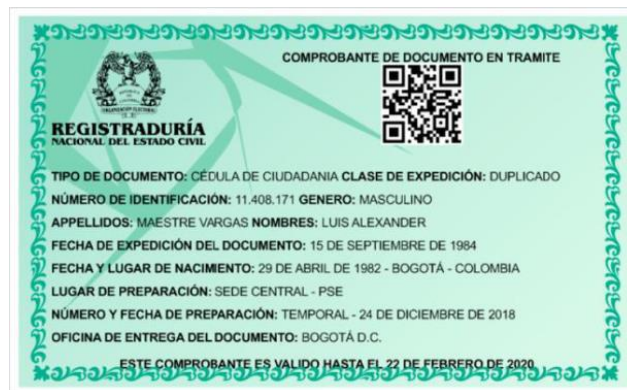 COMPROBANTE DE DOCUMENTO EN TRAMITE
REGISTRADURÍA
NACIONAL DEL ESTADO CIVIL
TIPO DE DOCUMENTO: CÉDULA DE CIUDADANIA CLASE DE EXPEDICIÓN: DUPLICADO
NÚMERO DE IDENTIFICACIÓN: 11.408.171 GENERO: MASCULINO
APPELLIDOS: MAESTRE VARGAS NOMBRES: LUIS ALEXANDER
FECHA DE EXPEDICIÓN DEL DOCUMENTO: 15 DE SEPTIEMBRE DE 1984
FECHA Y LUGAR DE NACIMIENTO: 29 DE ABRIL DE 1982 - BOGOTÁ - COLOMBIA
LUGAR DE PREPARACIÓN: SEDE CENTRAL - PSE
NÚMERO Y FECHA DE PREPARACIÓN: TEMPORAL - 24 DE DICIEMBRE DE 2018
OFICINA DE ENTREGA DEL DOCUMENTO: BOGOTÁ D.C.
ESTE COMPROBANTE ES VALIDO HASTA EL 22 DE FEBRERO DE 2020